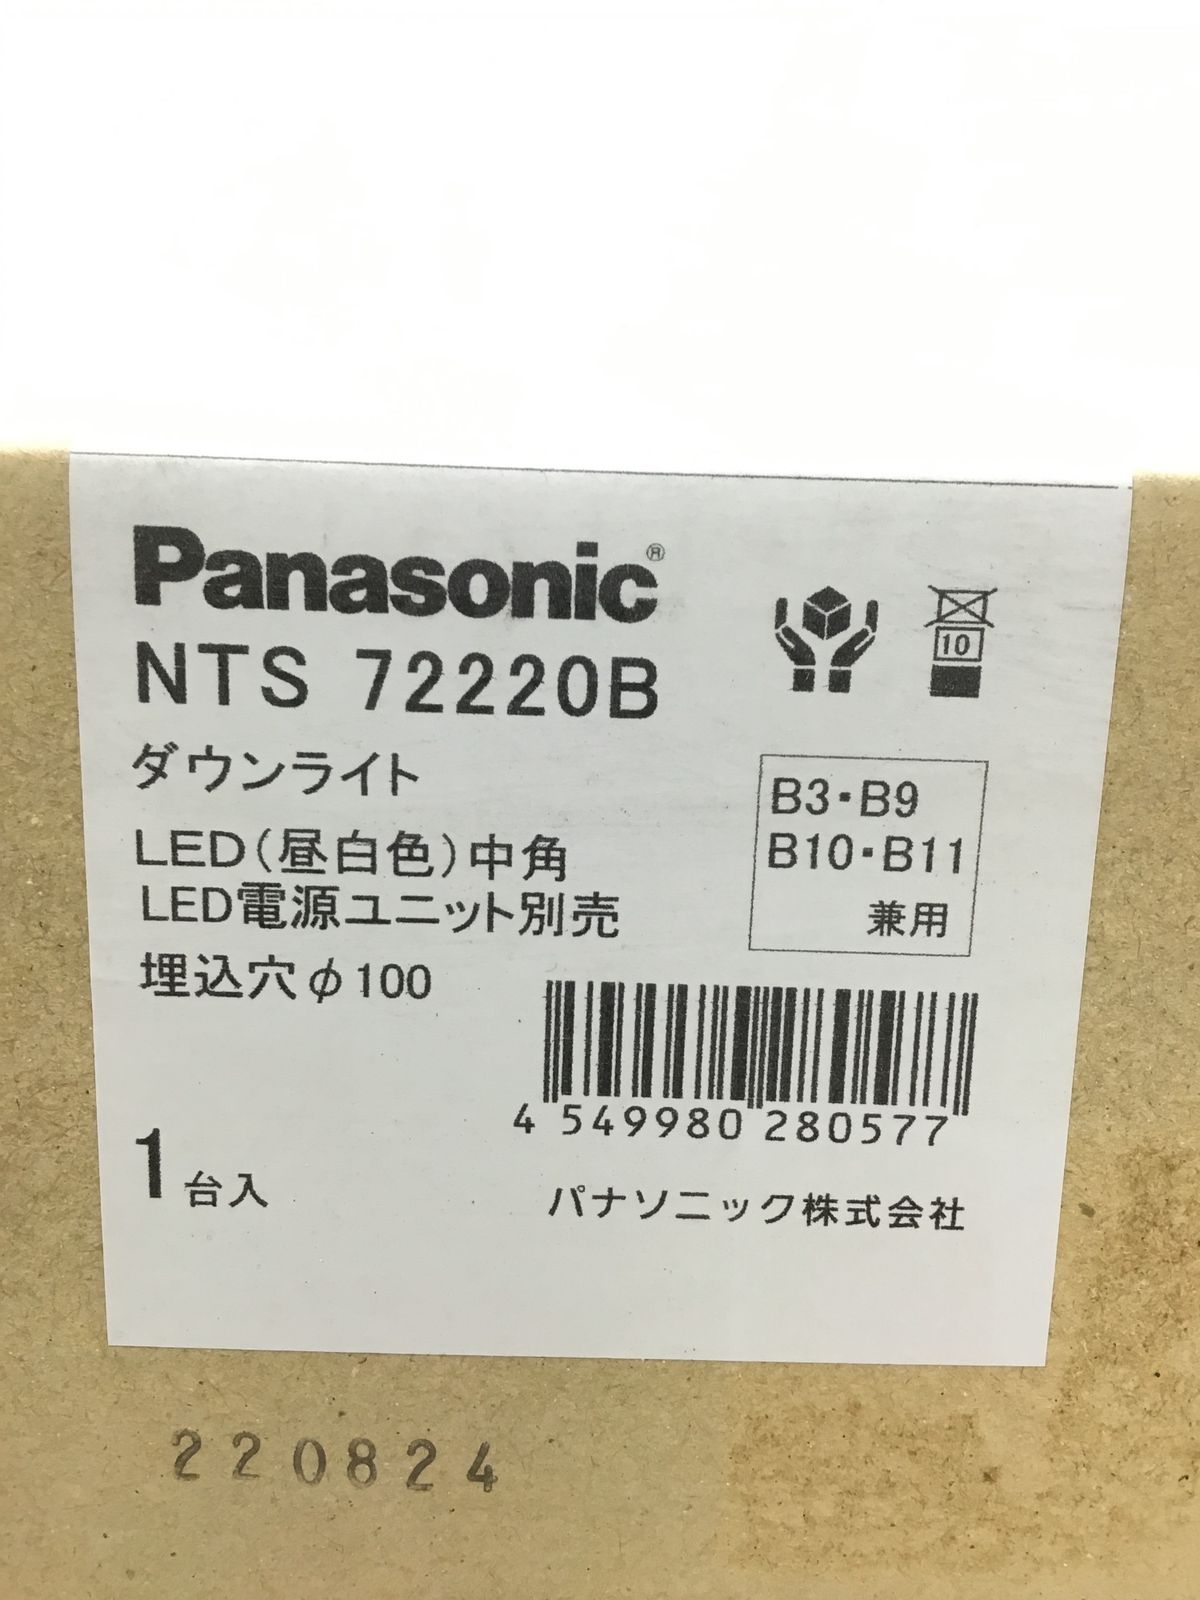 Panasonic®
NTS 72220B
ダウンライト
LED(昼白色)中角
LED電源ユニット別売
埋込穴φ100
10
B3・B9
B10・B11
兼用
4 549980 280577
1台入
パナソニック株式会社
220824